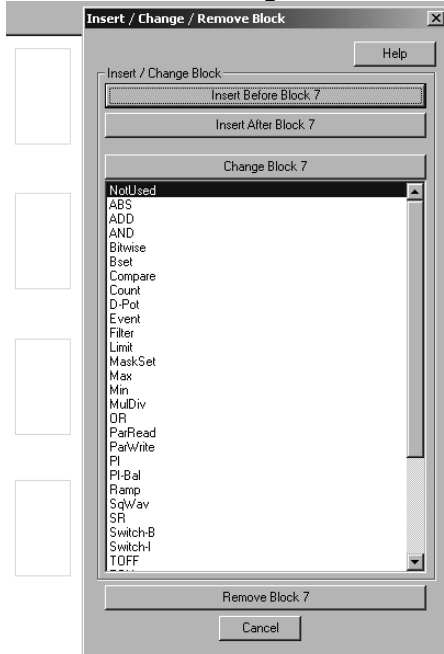 Insert / Change / Remove Block
Help
Insert / Change Block
Insert Before Block 7
Insert After Block 7
Change Block 7
NotUsed
ABS
ADD
AND
Bitwise
Bset
Compare
Count
D-Pot
Event
Filter
Limit
MaskSet
Max
Min
MulDiv
OR
ParRead
ParWrite
PI
PI-Bal
Ramp
SqWav
SR
Switch-B
Switch-I
TOFF
Remove Block 7
Cancel